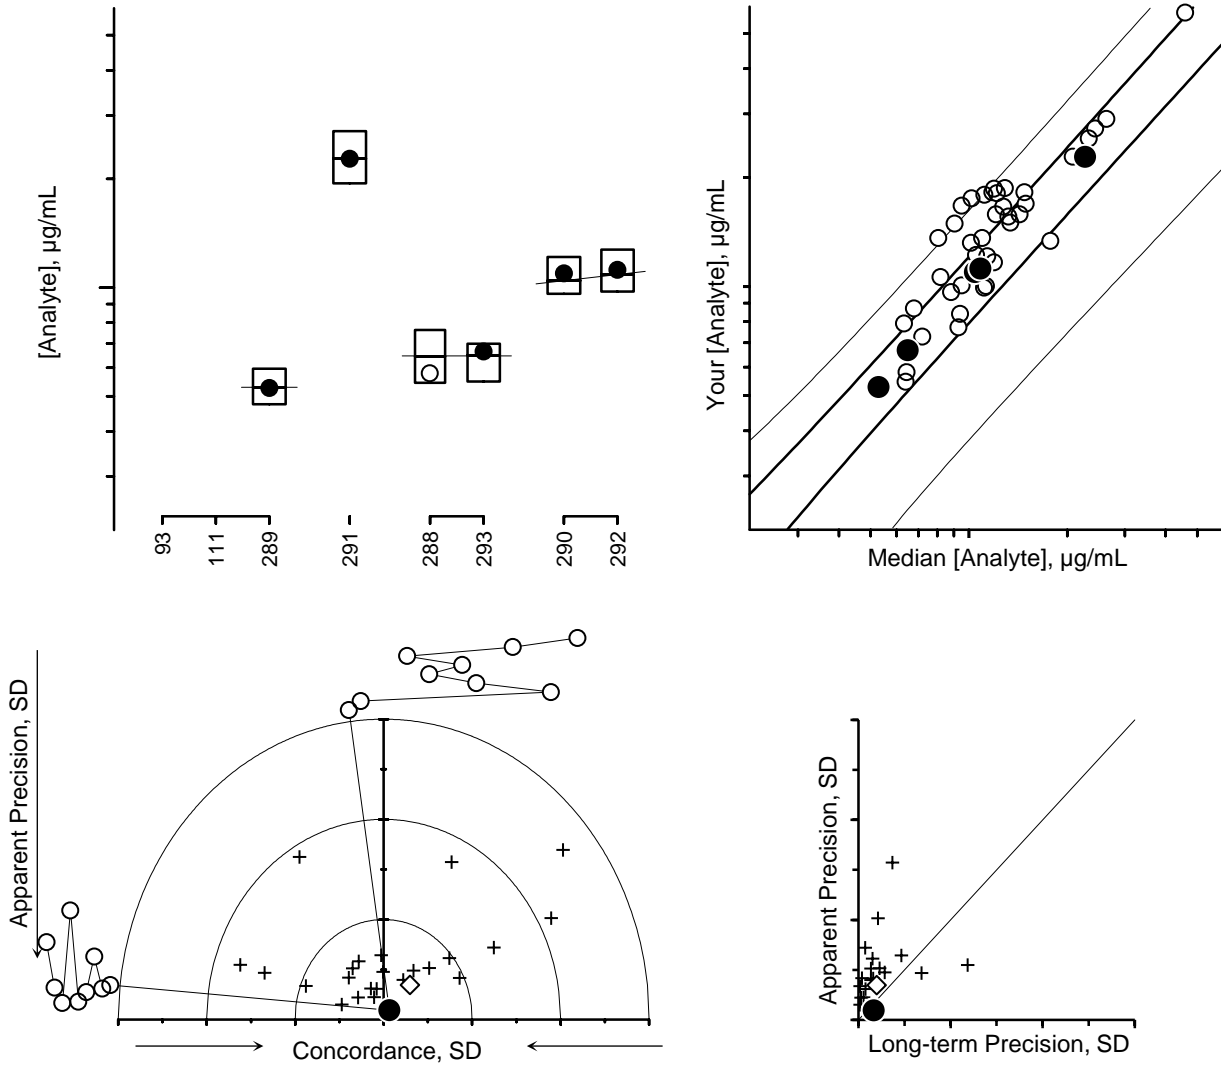 [Analyte], µg/mL
93
111
289
291
288
293
290
292
Your [Analyte], µg/mL
Median [Analyte], µg/mL
Apparent Precision, SD
Concordance, SD
Apparent Precision, SD
Long-term Precision, SD